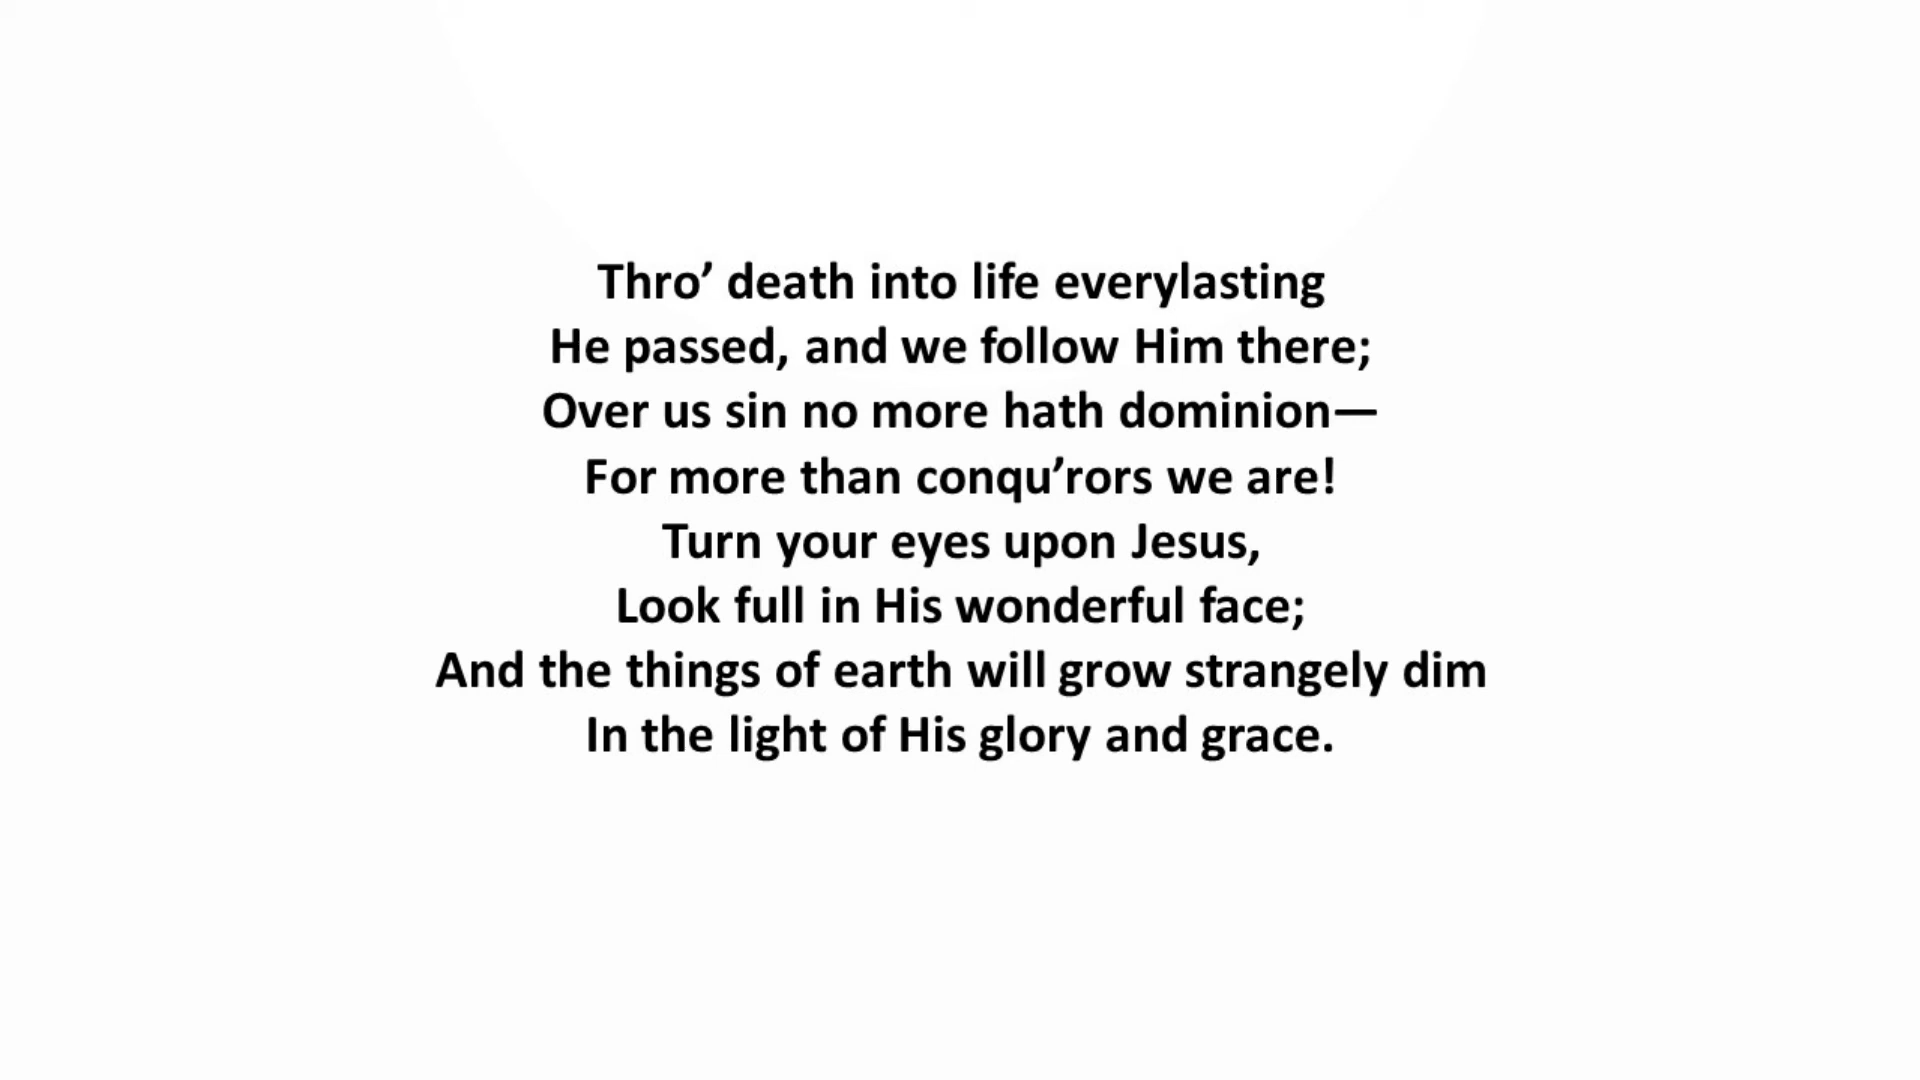 Thro’ death into life everylasting
He passed, and we follow Him there;
Over us sin no more hath dominion—
For more than conqu’rors we are!
Turn your eyes upon Jesus,
Look full in His wonderful face;
And the things of earth will grow strangely dim
In the light of His glory and grace.